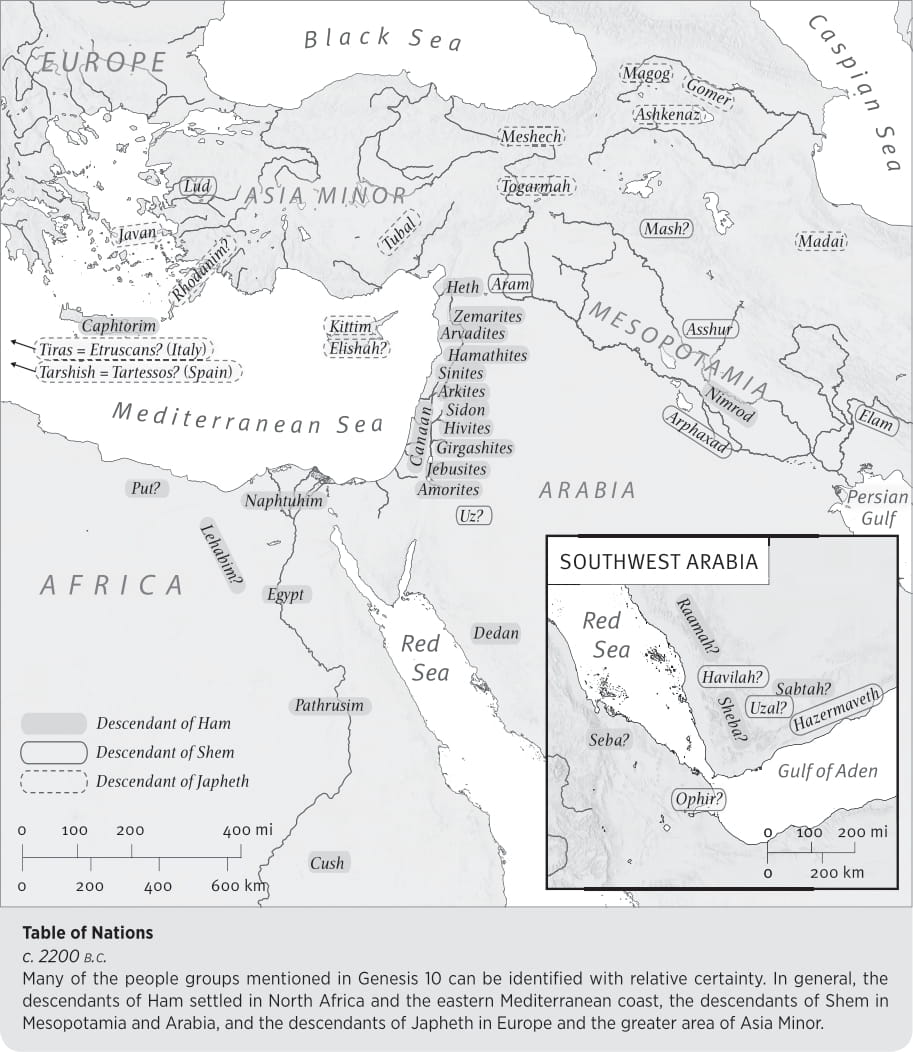 Black Sea
Caspian Sea
EUROPE
Magog
Gomer
Ashkenaz
Meshech
Lud
ASIA MINOR
Togarmah
Javan
Rhodanim?
Tubal
Mash?
Madai
Heth
Aram
MESOPOTAMIA
Captorim
Kittim
Elishah?
Zemarites
Arvadites
Asshur
Tiras = Etruscans? (Italy)
Tarshish = Tartessos? (Spain)
Hamathites
Sinites
Arkites
Nimrod
Mediterranean Sea
Canaan
Sidon
Hivites
Girgashites
Arphaxad
Elam
Jebusites
Amorites
ARABIA
Put?
Naphtuhim
Uz?
Persian
Gulf
Lehabim?
AFRICA
Egypt
Red
Sea
Dedan
Pathrusim
Cush
SOUTHWEST ARABIA
Red
Sea
Raamah?
Havilah?
Sabtah?
Uzal?
Hazermaveth
Sheba?
Seba?
Gulf of Aden
Ophir?
0 100 200 mi
0 200 km
Descendant of Ham
Descendant of Shem
Descendant of Japheth
0 100 200 400 mi
0 200 400 600 km
Table of Nations
c. 2200 B.C.
Many of the people groups mentioned in Genesis 10 can be identified with relative certainty. In general, the
descendants of Ham settled in North Africa and the eastern Mediterranean coast, the descendants of Shem in
Mesopotamia and Arabia, and the descendants of Japheth in Europe and the greater area of Asia Minor.